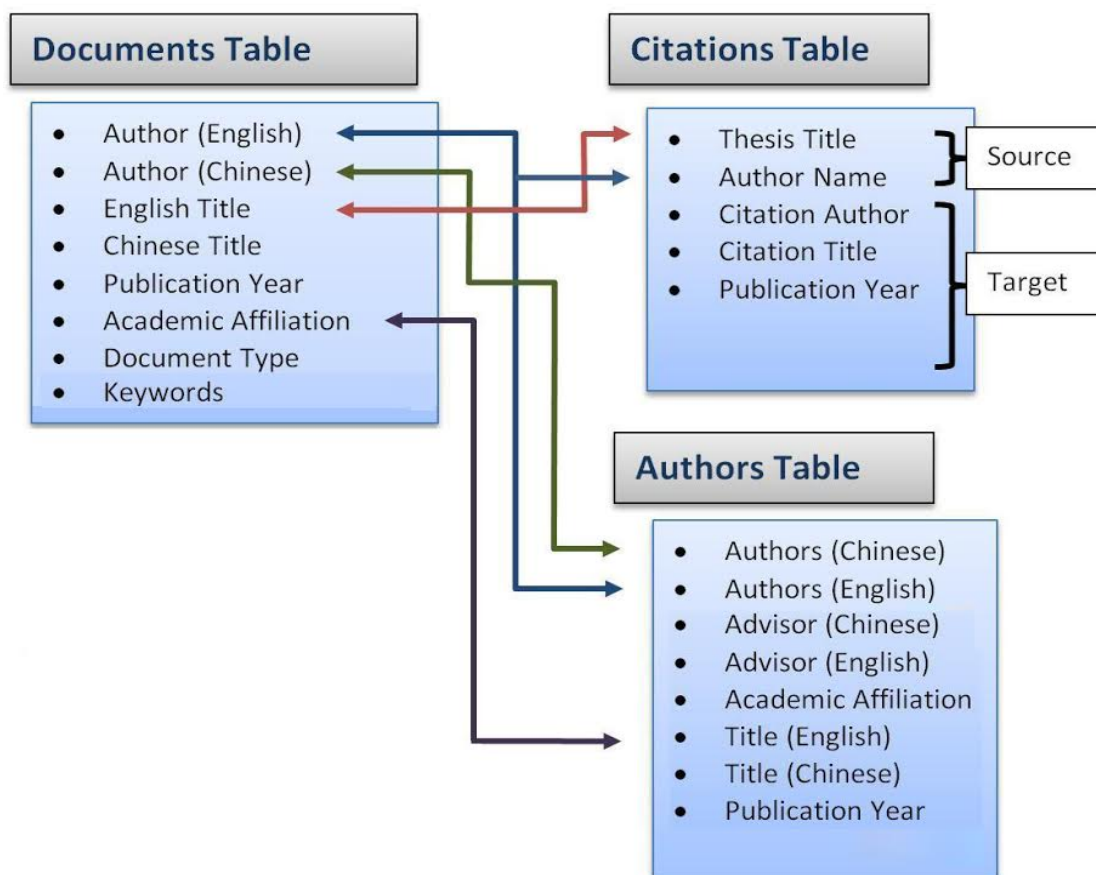 Documents Table
• Author (English)
• Author (Chinese)
• English Title
• Chinese Title
• Publication Year
• Academic Affiliation
• Document Type
• Keywords
Citations Table
• Thesis Title
• Author Name
• Citation Author
• Citation Title
• Publication Year
Source
Target
Authors Table
• Authors (Chinese)
• Authors (English)
• Advisor (Chinese)
• Advisor (English)
• Academic Affiliation
• Title (English)
• Title (Chinese)
• Publication Year